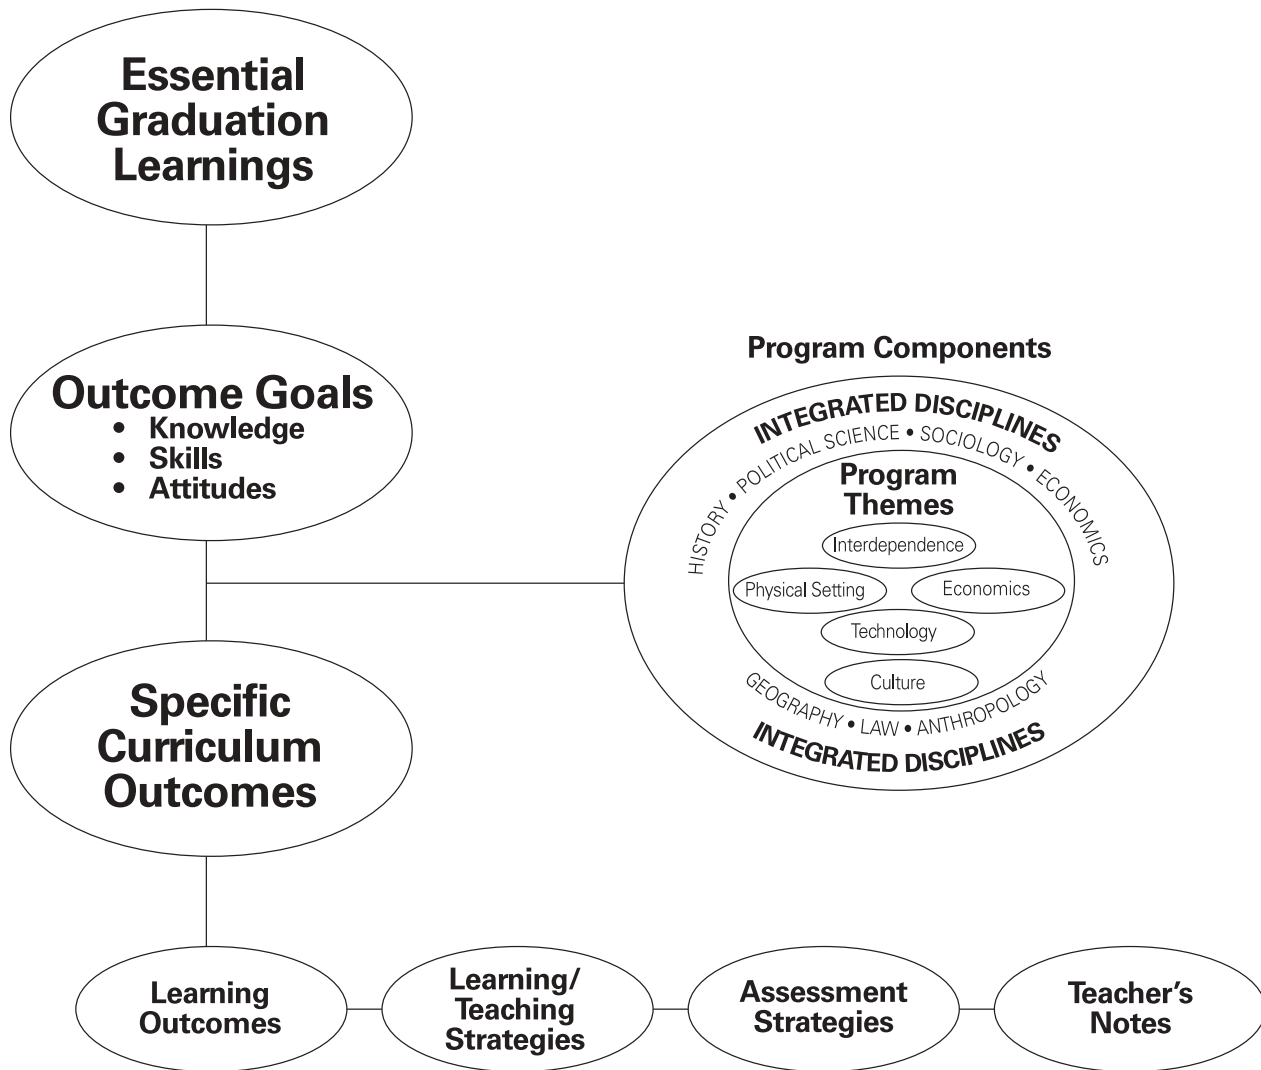 Essential
Graduation
Learnings
Outcome Goals
• Knowledge
• Skills
• Attitudes
Program Components
INTEGRATED DISCIPLINES
HISTORY • POLITICAL SCIENCE • SOCIOLOGY • ECONOMICS
Program
Themes
Interdependence
Physical Setting
Economics
Technology
Culture
GEOGRAPHY • LAW • ANTHROPOLOGY
INTEGRATED DISCIPLINES
Specific
Curriculum
Outcomes
Learning
Outcomes
Learning/
Teaching
Strategies
Assessment
Strategies
Teacher's
Notes